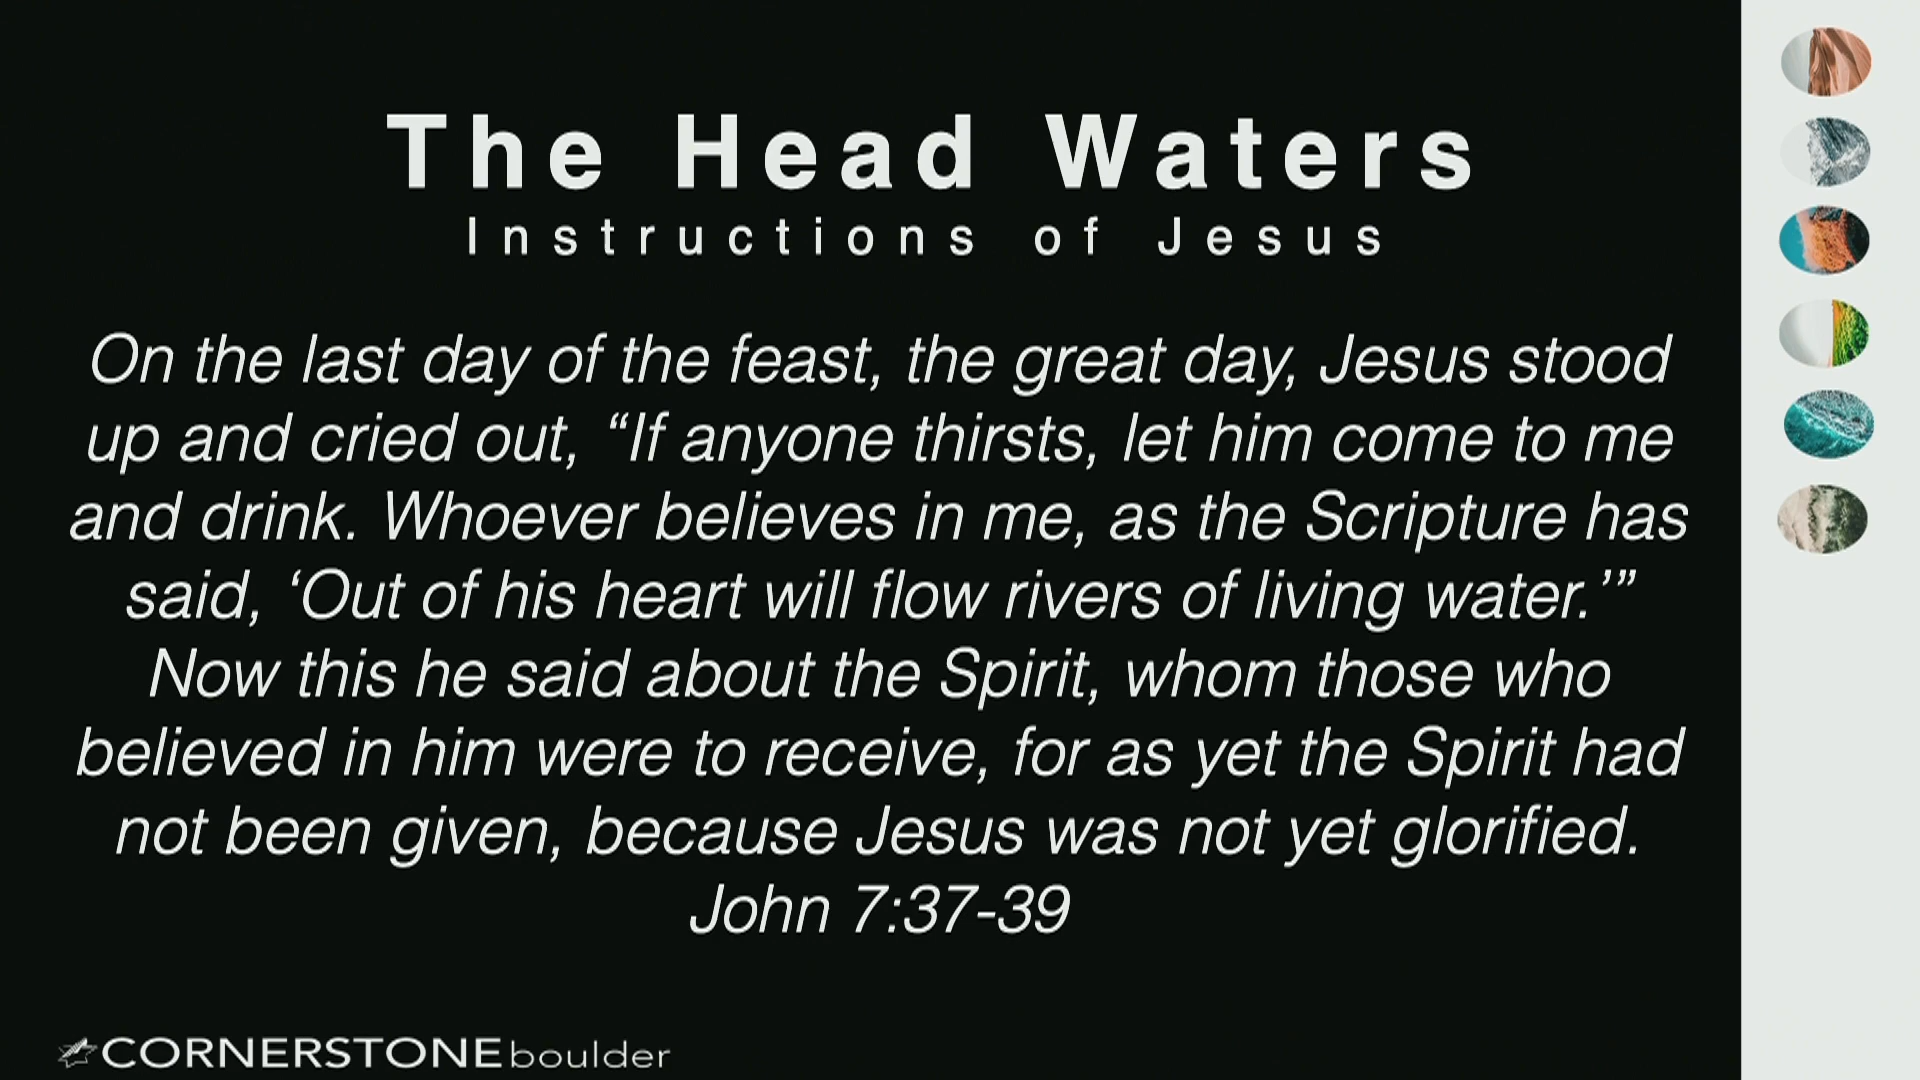 The Head Waters
Instructions of Jesus
On the last day of the feast, the great day, Jesus stood
up and cried out, “If anyone thirsts, let him come to me
and drink. Whoever believes in me, as the Scripture has
said, ‘Out of his heart will flow rivers of living water.’”
Now this he said about the Spirit, whom those who
believed in him were to receive, for as yet the Spirit had
not been given, because Jesus was not yet glorified.
John 7:37-39
CORNERSTONEboulder